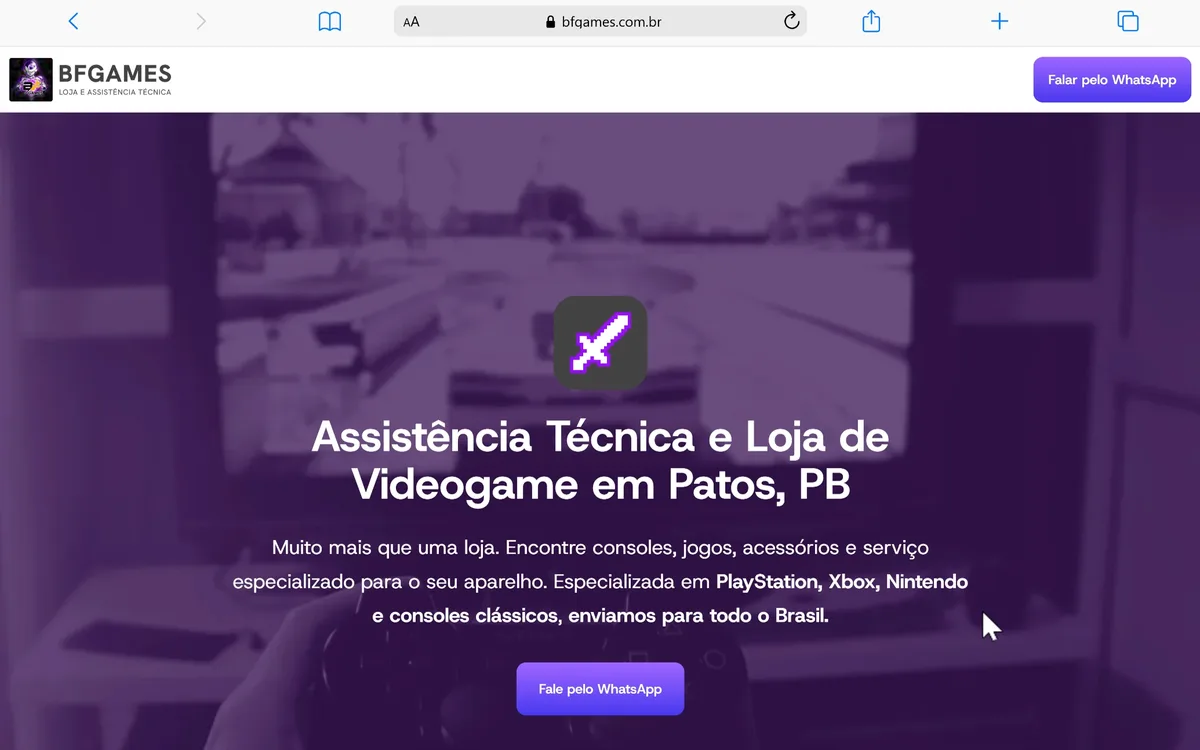 AA
bfgames.com.br
BFGAMES
LOJA E ASSISTÊNCIA TÉCNICA
Falar pelo WhatsApp
Assistência Técnica e Loja de
Videogame em Patos, PB
Muito mais que uma loja. Encontre consoles, jogos, acessórios e serviço
especializado para o seu aparelho. Especializada em PlayStation, Xbox, Nintendo
e consoles clássicos, enviamos para todo o Brasil.
Fale pelo WhatsApp